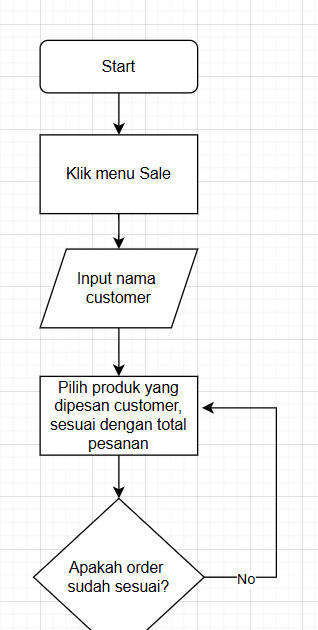 Start
Klik menu Sale
Input nama
customer
Pilih produk yang
dipesan customer,
sesuai dengan total
pesanan
Apakah order
sudah sesuai?
No